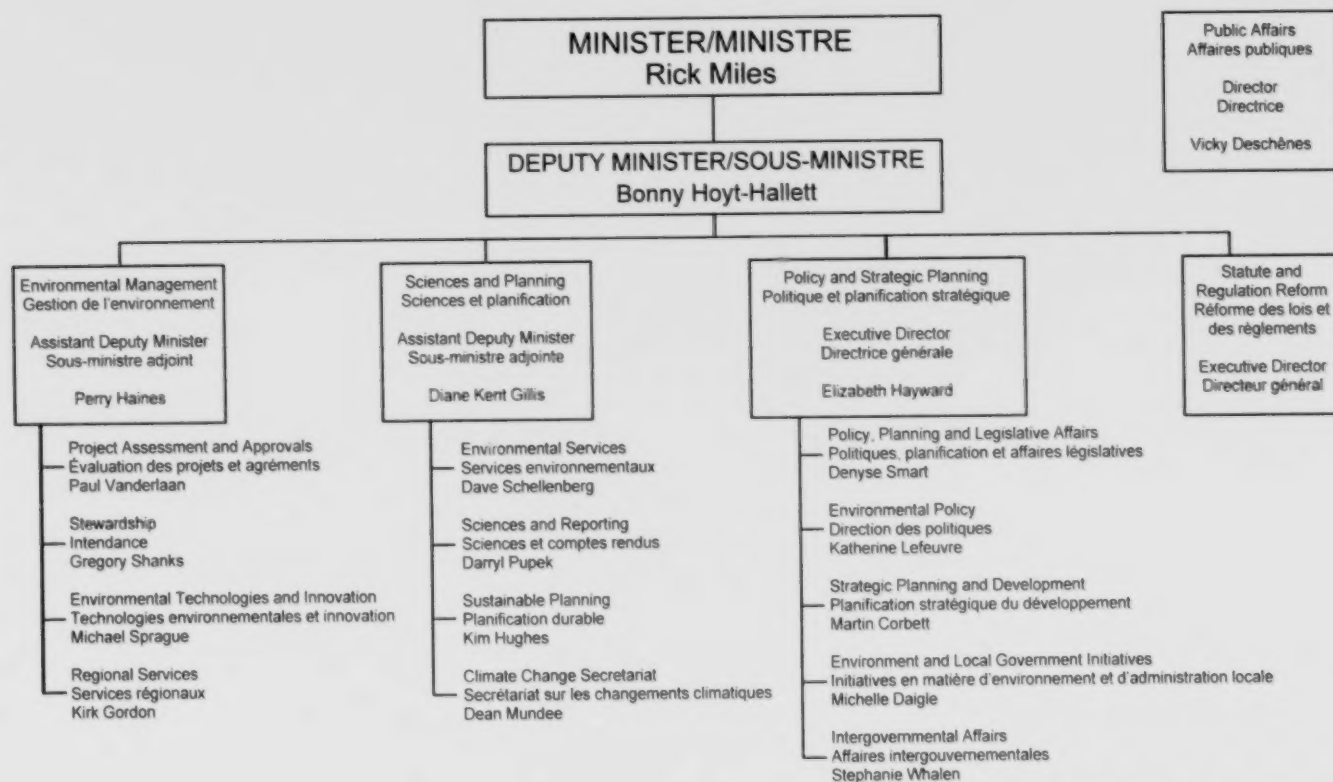 MINISTER/MINISTRE
Rick Miles
Public Affairs
Affaires publiques
Director
Directrice
Vicky Deschênes
DEPUTY MINISTER/SOUS-MINISTRE
Bonny Hoyt-Hallett
Environmental Management
Gestion de l'environnement
Assistant Deputy Minister
Sous-ministre adjoint
Perry Haines
Project Assessment and Approvals
Évaluation des projets et agréments
Paul Vanderlaan
Stewardship
Intendance
Gregory Shanks
Environmental Technologies and Innovation
Technologies environnementales et innovation
Michael Sprague
Regional Services
Services régionaux
Kirk Gordon
Sciences and Planning
Sciences et planification
Assistant Deputy Minister
Sous-ministre adjointe
Diane Kent Gillis
Environmental Services
Services environnementaux
Dave Schellenberg
Sciences and Reporting
Sciences et comptes rendus
Darryl Pupek
Sustainable Planning
Planification durable
Kim Hughes
Climate Change Secretariat
Secrétariat sur les changements climatiques
Dean Mundee
Policy and Strategic Planning
Politique et planification stratégique
Executive Director
Directrice générale
Elizabeth Hayward
Policy, Planning and Legislative Affairs
Politiques, planification et affaires législatives
Denyse Smart
Environmental Policy
Direction des politiques
Katherine Lefeuvre
Strategic Planning and Development
Planification stratégique du développement
Martin Corbett
Environment and Local Government Initiatives
Initiatives en matière d'environnement et d'administration locale
Michelle Daigle
Intergovernmental Affairs
Affaires intergouvernementales
Stephanie Whalen
Statute and
Regulation Reform
Réforme des lois et
des règlements
Executive Director
Directeur général